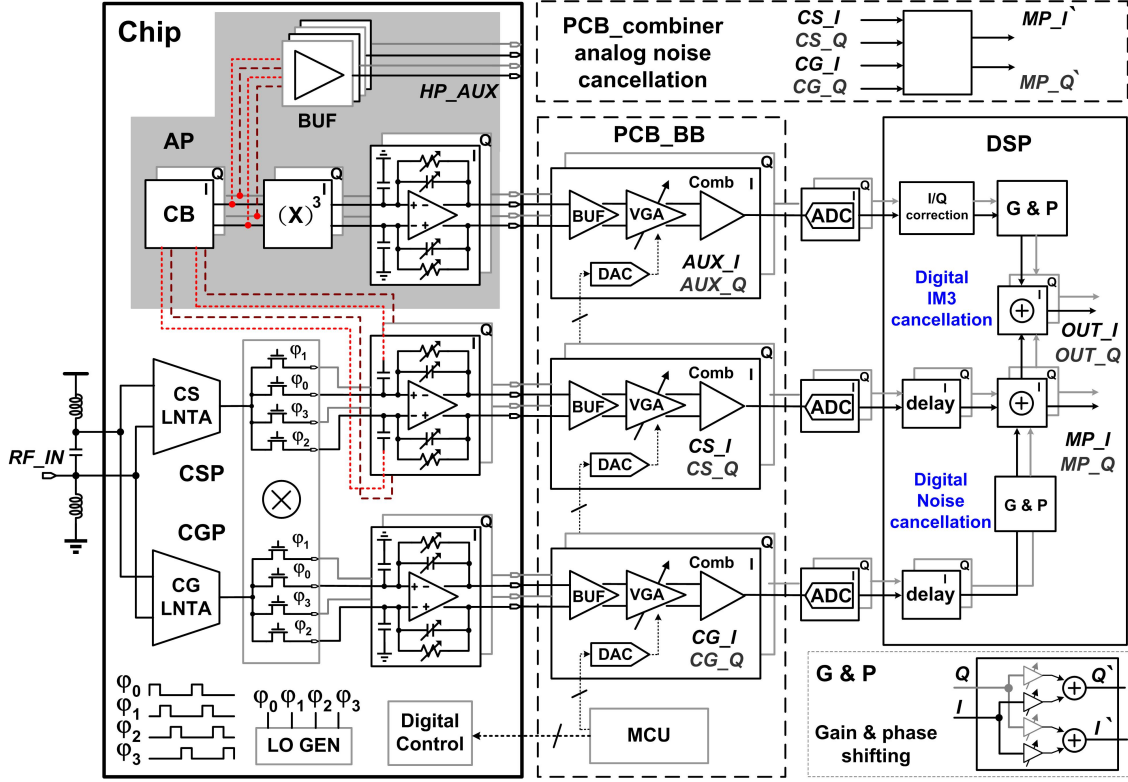 Chip
AP
BUF
HP_AUX
CB
I
Q
(X)³
I
Q
I
Q
+ −
− +
CS
LNTA
CSP
RF_IN
CGP
CG
LNTA
φ1
φ0
φ3
φ2
I
Q
+ −
− +
φ1
φ0
φ3
φ2
I
Q
+ −
− +
φ0
φ1
φ2
φ3
φ0 φ1 φ2 φ3
LO GEN
Digital
Control
PCB_combiner
analog noise
cancellation
CS_I
CS_Q
CG_I
CG_Q
MP_I`
MP_Q`
PCB_BB
Q
Comb I
BUF
VGA
DAC
AUX_I
AUX_Q
Q
Comb I
BUF
VGA
DAC
CS_I
CS_Q
Q
Comb I
BUF
VGA
DAC
CG_I
CG_Q
MCU
Q
I
ADC
Q
I
ADC
Q
I
ADC
DSP
I/Q
correction
G & P
Digital
IM3
cancellation
Q
I
+
OUT_I
OUT_Q
Q
I
delay
Q
I
+
MP_I
MP_Q
Digital
Noise
cancellation
G & P
Q
I
delay
G & P
Gain & phase
shifting
Q
I
Q`
I`